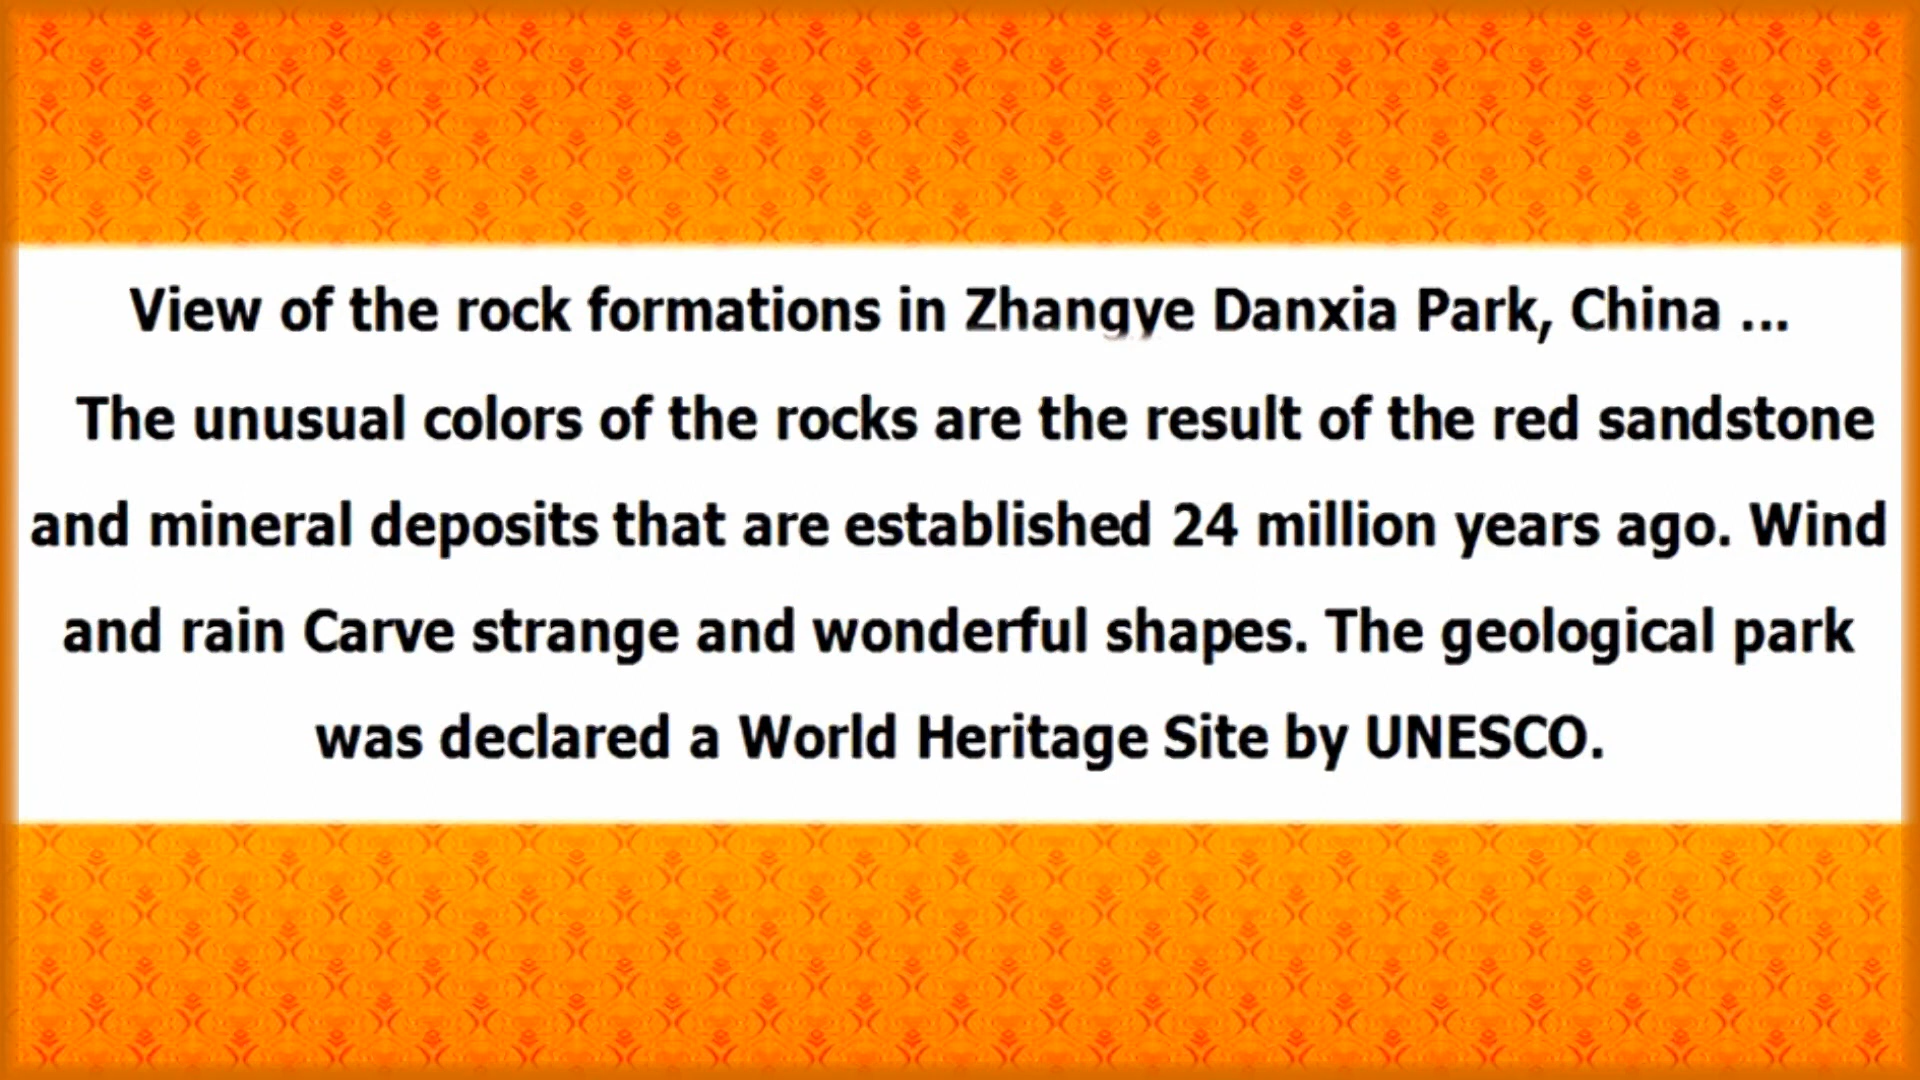 View of the rock formations in Zhangye Danxia Park, China ...
The unusual colors of the rocks are the result of the red sandstone
and mineral deposits that are established 24 million years ago. Wind
and rain Carve strange and wonderful shapes. The geological park
was declared a World Heritage Site by UNESCO.